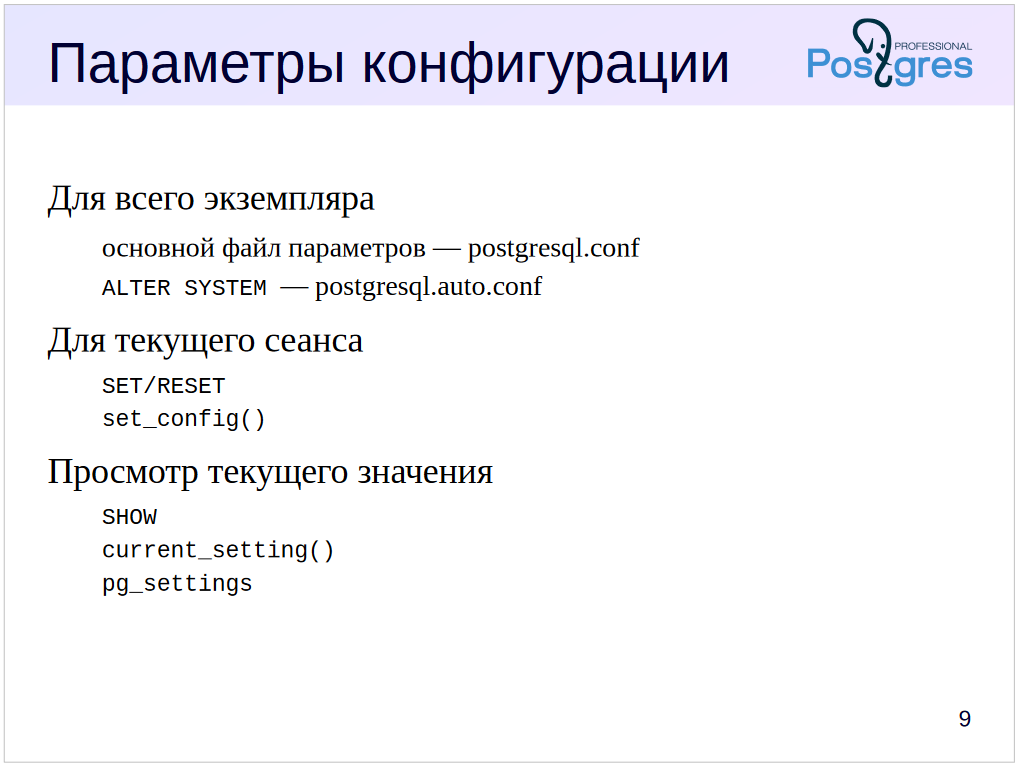 Параметры конфигурации
PROFESSIONAL
Postgres
Для всего экземпляра
основной файл параметров — postgresql.conf
ALTER SYSTEM — postgresql.auto.conf
Для текущего сеанса
SET/RESET
set_config()
Просмотр текущего значения
SHOW
current_setting()
pg_settings
9